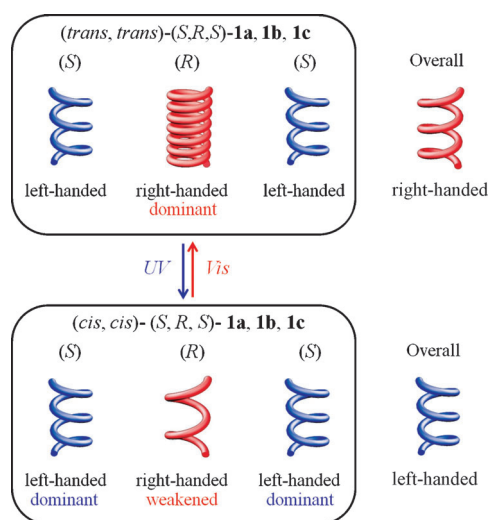 (trans, trans)-(S,R,S)-1a, 1b, 1c
(S) (R) (S) Overall
left-handed right-handed left-handed right-handed
dominant
UV Vis
(cis, cis)- (S, R, S)- 1a, 1b, 1c
(S) (R) (S) Overall
left-handed right-handed left-handed left-handed
dominant weakened dominant